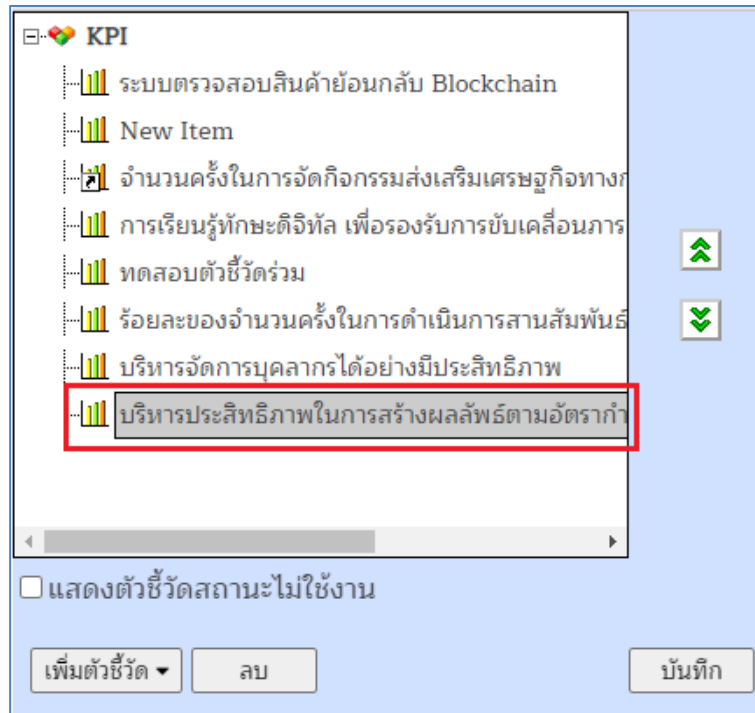 KPI
ระบบตรวจสอบสินค้าย้อนกลับ Blockchain
New Item
จำนวนครั้งในการจัดกิจกรรมส่งเสริมเศรษฐกิจทาง
การเรียนรู้ทักษะดิจิทัล เพื่อรองรับการขับเคลื่อนภาร
ทดสอบตัวชี้วัดร่วม
ร้อยละของจำนวนครั้งในการดำเนินการสานสัมพันธ์
บริหารจัดการบุคลากรได้อย่างมีประสิทธิภาพ
บริหารประสิทธิภาพในการสร้างผลลัพธ์ตามอัตรากำ
แสดงตัวชี้วัดสถานะไม่ใช้งาน
เพิ่มตัวชี้วัด ลบ บันทึก